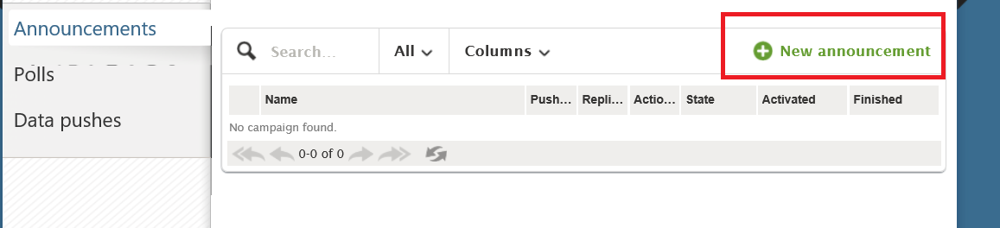 Announcements
Polls
Data pushes
Search...
All
Columns
New announcement
Name
Push...
Repli...
Actio...
State
Activated
Finished
No campaign found.
0-0 of 0